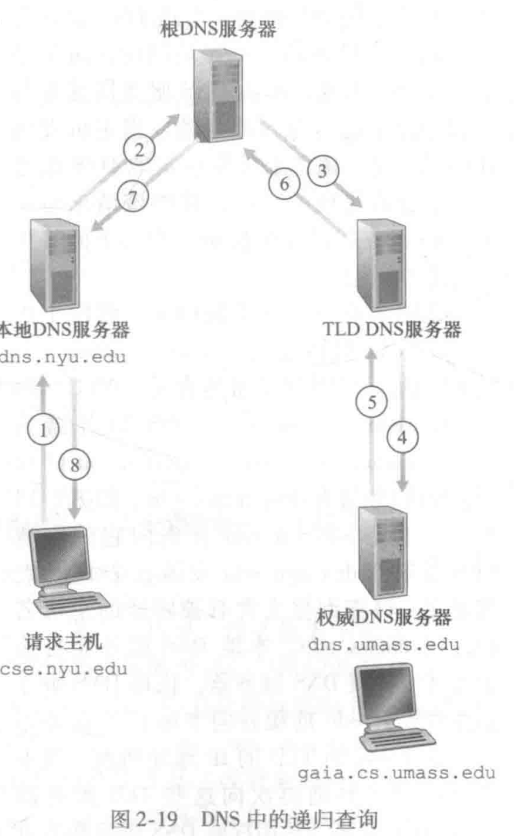 根DNS服务器
2
3
7
6
本地DNS服务器
dns.nyu.edu
TLD DNS服务器
1
8
5
4
请求主机
cse.nyu.edu
权威DNS服务器
dns.umass.edu
gaia.cs.umass.edu
图2-19 DNS 中的递归查询